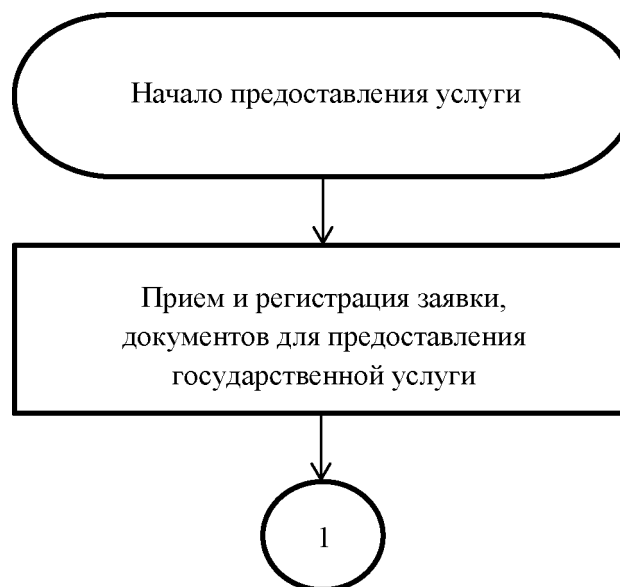 Начало предоставления услуги
Прием и регистрация заявки,
документов для предоставления
государственной услуги
1